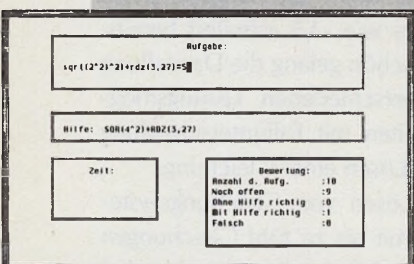 Aufgabe:
sqr((2^2)^2)+rdz(3,27)=5
Hilfe: SQR(4^2)+RDZ(3,27)
Zeit:
Bewertung:
Anzahl d. Aufg. :10
Noch offen :9
Ohne Hilfe richtig :0
Mit Hilfe richtig :1
Falsch :0